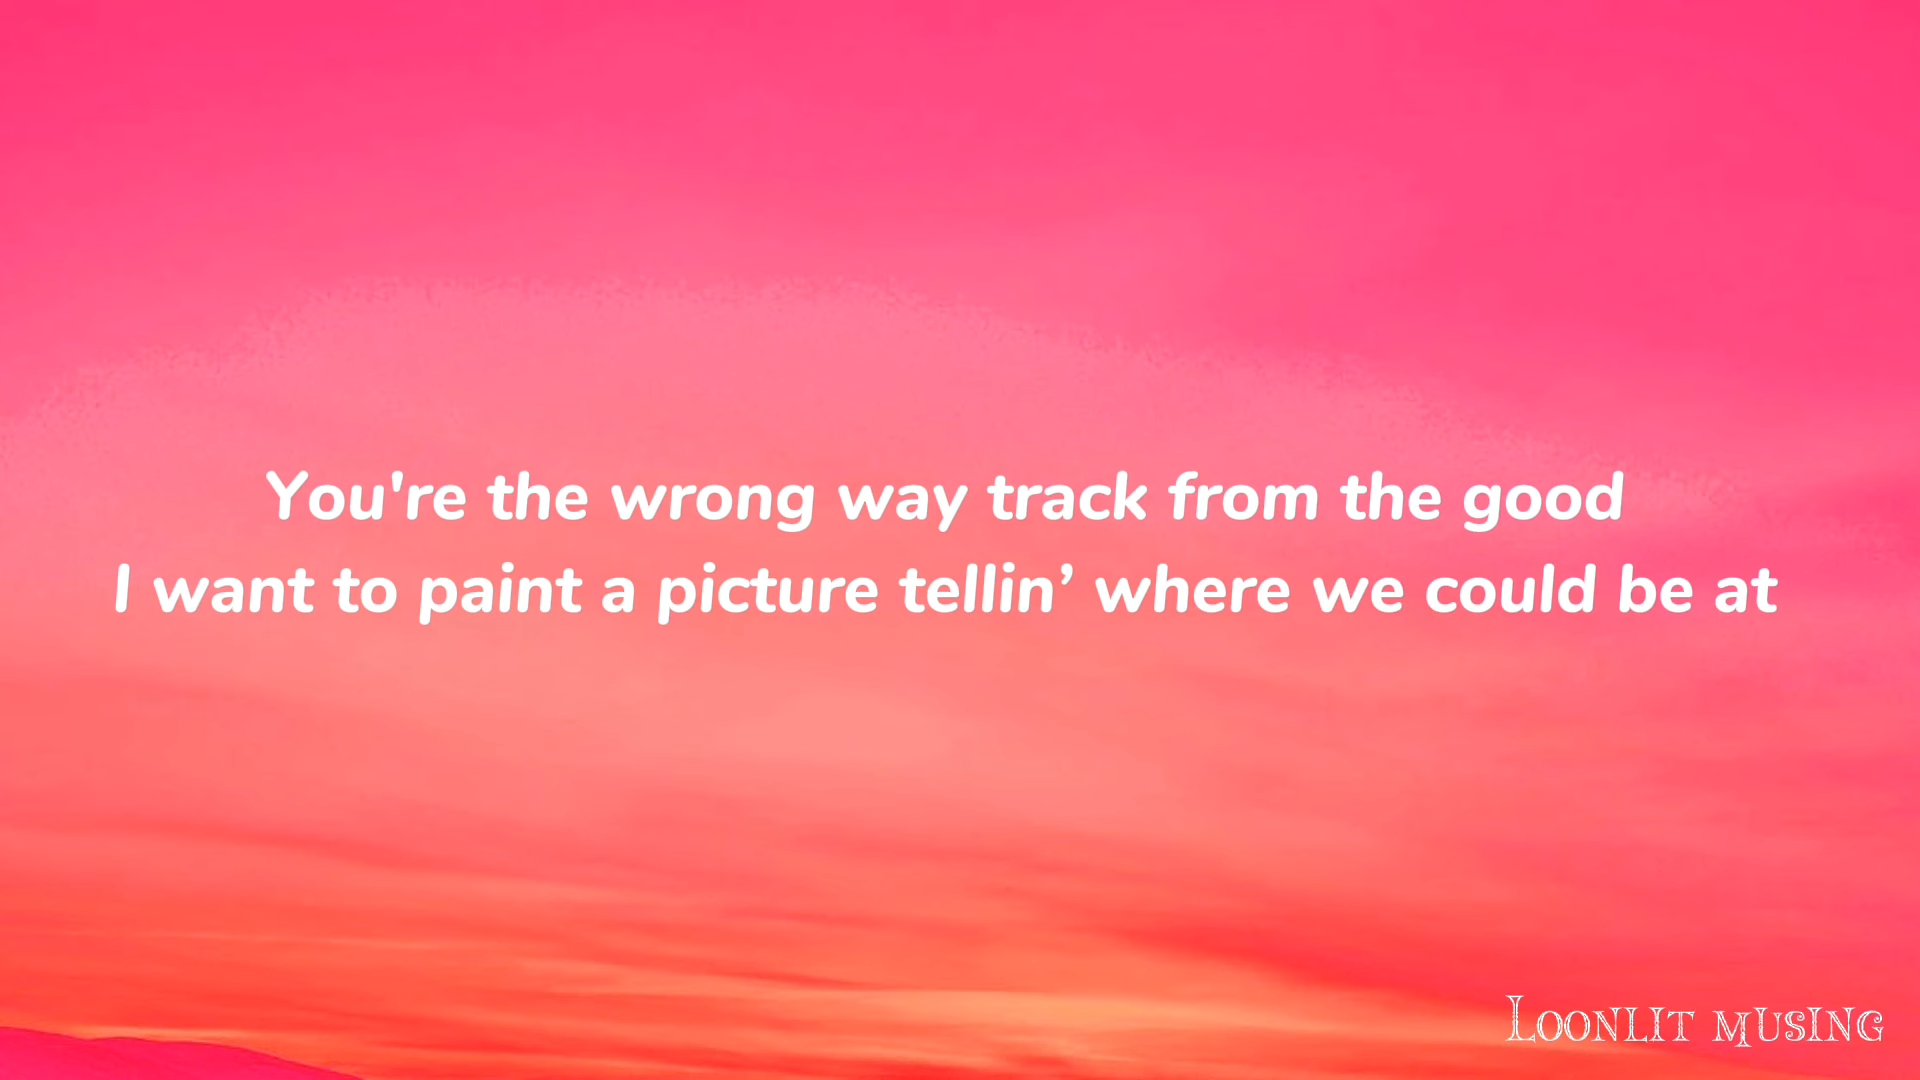 You're the wrong way track from the good
I want to paint a picture tellin’ where we could be at
Loonlit musing